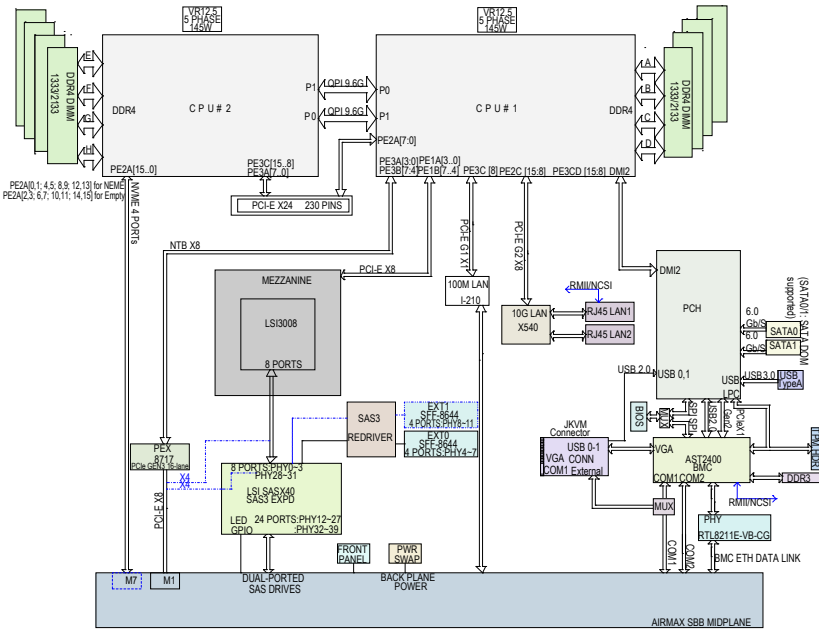 VR12.5
5 PHASE
145W
VR12.5
5 PHASE
145W
DDR4 DIMM
1333/2133
E
F
G
H
DDR4
CPU# 2
P1
P0
QPI 9.6G
QPI 9.6G
P0
P1
CPU# 1
DDR4
A
B
C
D
DDR4 DIMM
1333/2133
PE2A[15..0]
PE3C[15..8]
PE3A[7..0]
PE2A[7:0]
PE3A[3:0]
PE3B[7:4]
PE1A[3..0]
PE1B[7..4]
PE3C [8]
PE2C [15:8]
PE3CD [15:8]
DMI2
PE2A[0,1; 4,5; 8,9; 12,13] for NEME
PE2A[2,3; 6,7; 10,11; 14,15] for Empty
NVME 4 PORTs
PCI-E X24 230 PINS
NTB X8
PCI-E X8
PCI-E G1 X1
PCI-E G2 X8
MEZZANINE
LSI3008
8 PORTS
100M LAN
I-210
10G LAN
X540
RMII/NCSI
RJ45 LAN1
RJ45 LAN2
DMI2
PCH
6.0
Gb/S
6.0
Gb/S
SATA0
SATA1
(SATA0/1: SATA DOM
supported)
USB 2.0
USB 0,1
USB
USB3.0
USB
TypeA
LPC
BIOS
MUX
SPI
SPI
USB2.0
Gen2
PCIeX1
TPM HDR
JKVM
Connector
USB 0-1
VGA CONN
COM1 External
VGA
AST2400
BMC
COM1
COM2
DDR3
RMII/NCSI
MUX
PHY
RTL8211E-VB-CG
COM1
COM2
BMC ETH DATA LINK
SAS3
REDRIVER
EXT1
SFF-8644
4 PORTS:PHY8~11
EXT0
SFF-8644
4 PORTS:PHY4~7
PEX
8717
PCIe GEN3 16-lane
X4
X4
PCI-E X8
8 PORTS:PHY0~3
PHY28~31
LSI SASX40
SAS3 EXPD
LED
GPIO
24 PORTS:PHY12~27
:PHY32~39
FRONT
PANEL
PWR
SWAP
M7
M1
DUAL-PORTED
SAS DRIVES
BACK PLANE
POWER
AIRMAX SBB MIDPLANE